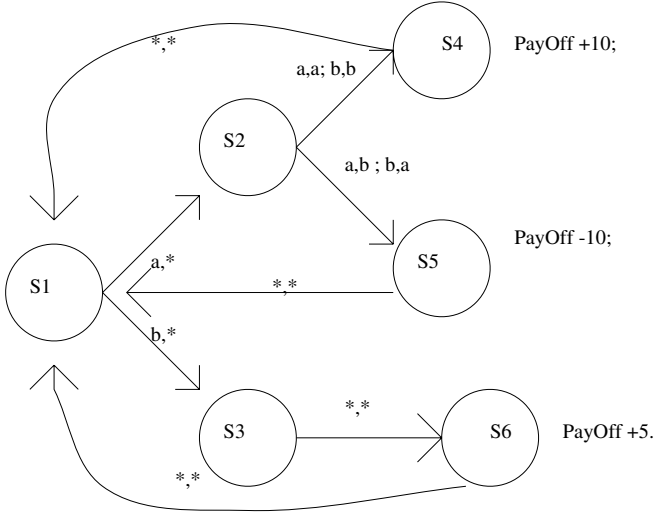 *,*
S4
PayOff +10;
a,a; b,b
S2
a,b ; b,a
PayOff -10;
S5
a,*
S1
*,*
b,*
*,*
S3
S6
PayOff +5.
*,*